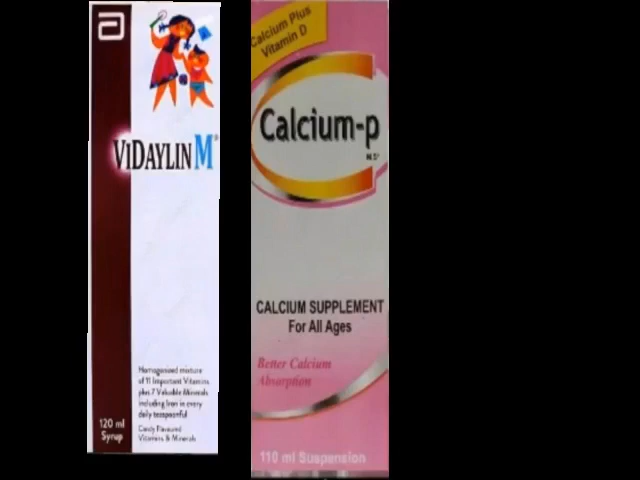 ViDAYLIN M®
Homogenised mixture
of 11 Important Vitamins
plus 7 Valuable Minerals
including Iron in every
daily teaspoonful
Candy Flavoured
Vitamins & Minerals
120 ml
Syrup
Calcium Plus
Vitamin D
Calcium-p
CALCIUM SUPPLEMENT
For All Ages
Better Calcium
Absorption
110 ml Suspension